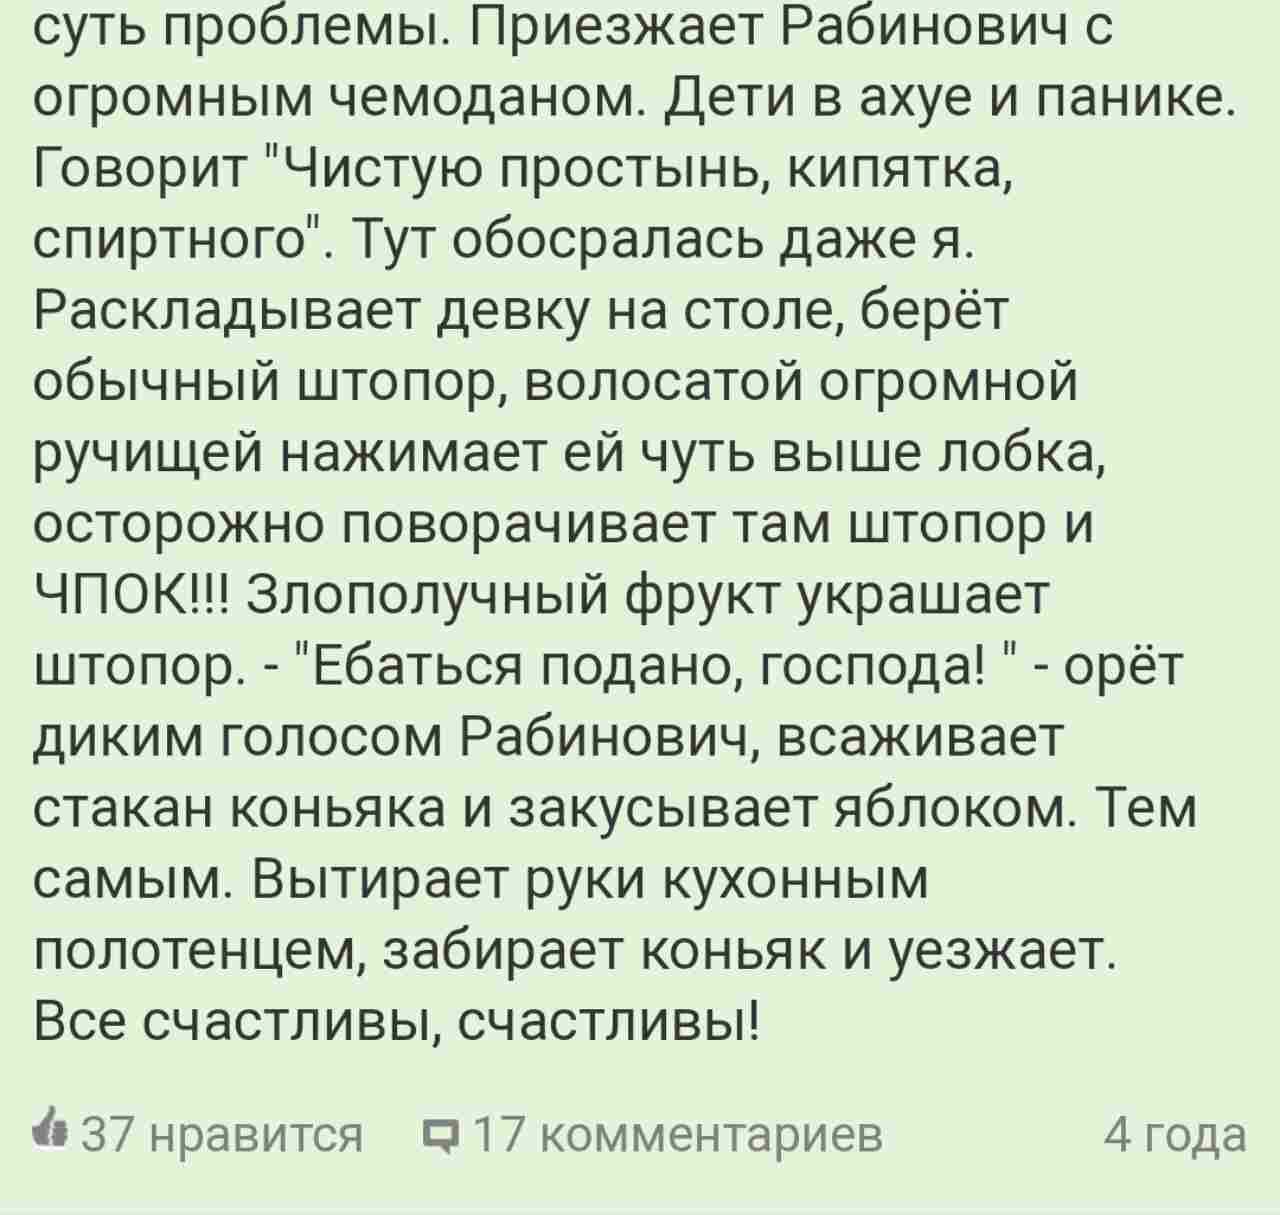 суть проблемы. Приезжает Рабинович с
огромным чемоданом. Дети в ахуе и панике.
Говорит "Чистую простынь, кипятка,
спиртного". Тут обосралась даже я.
Раскладывает девку на столе, берёт
обычный штопор, волосатой огромной
ручищей нажимает ей чуть выше лобка,
осторожно поворачивает там штопор и
ЧПОК!!! Злополучный фрукт украшает
штопор. - "Ебаться подано, господа! " - орёт
диким голосом Рабинович, всаживает
стакан коньяка и закусывает яблоком. Тем
самым. Вытирает руки кухонным
полотенцем, забирает коньяк и уезжает.
Все счастливы, счастливы!
37 нравится 17 комментариев 4 года